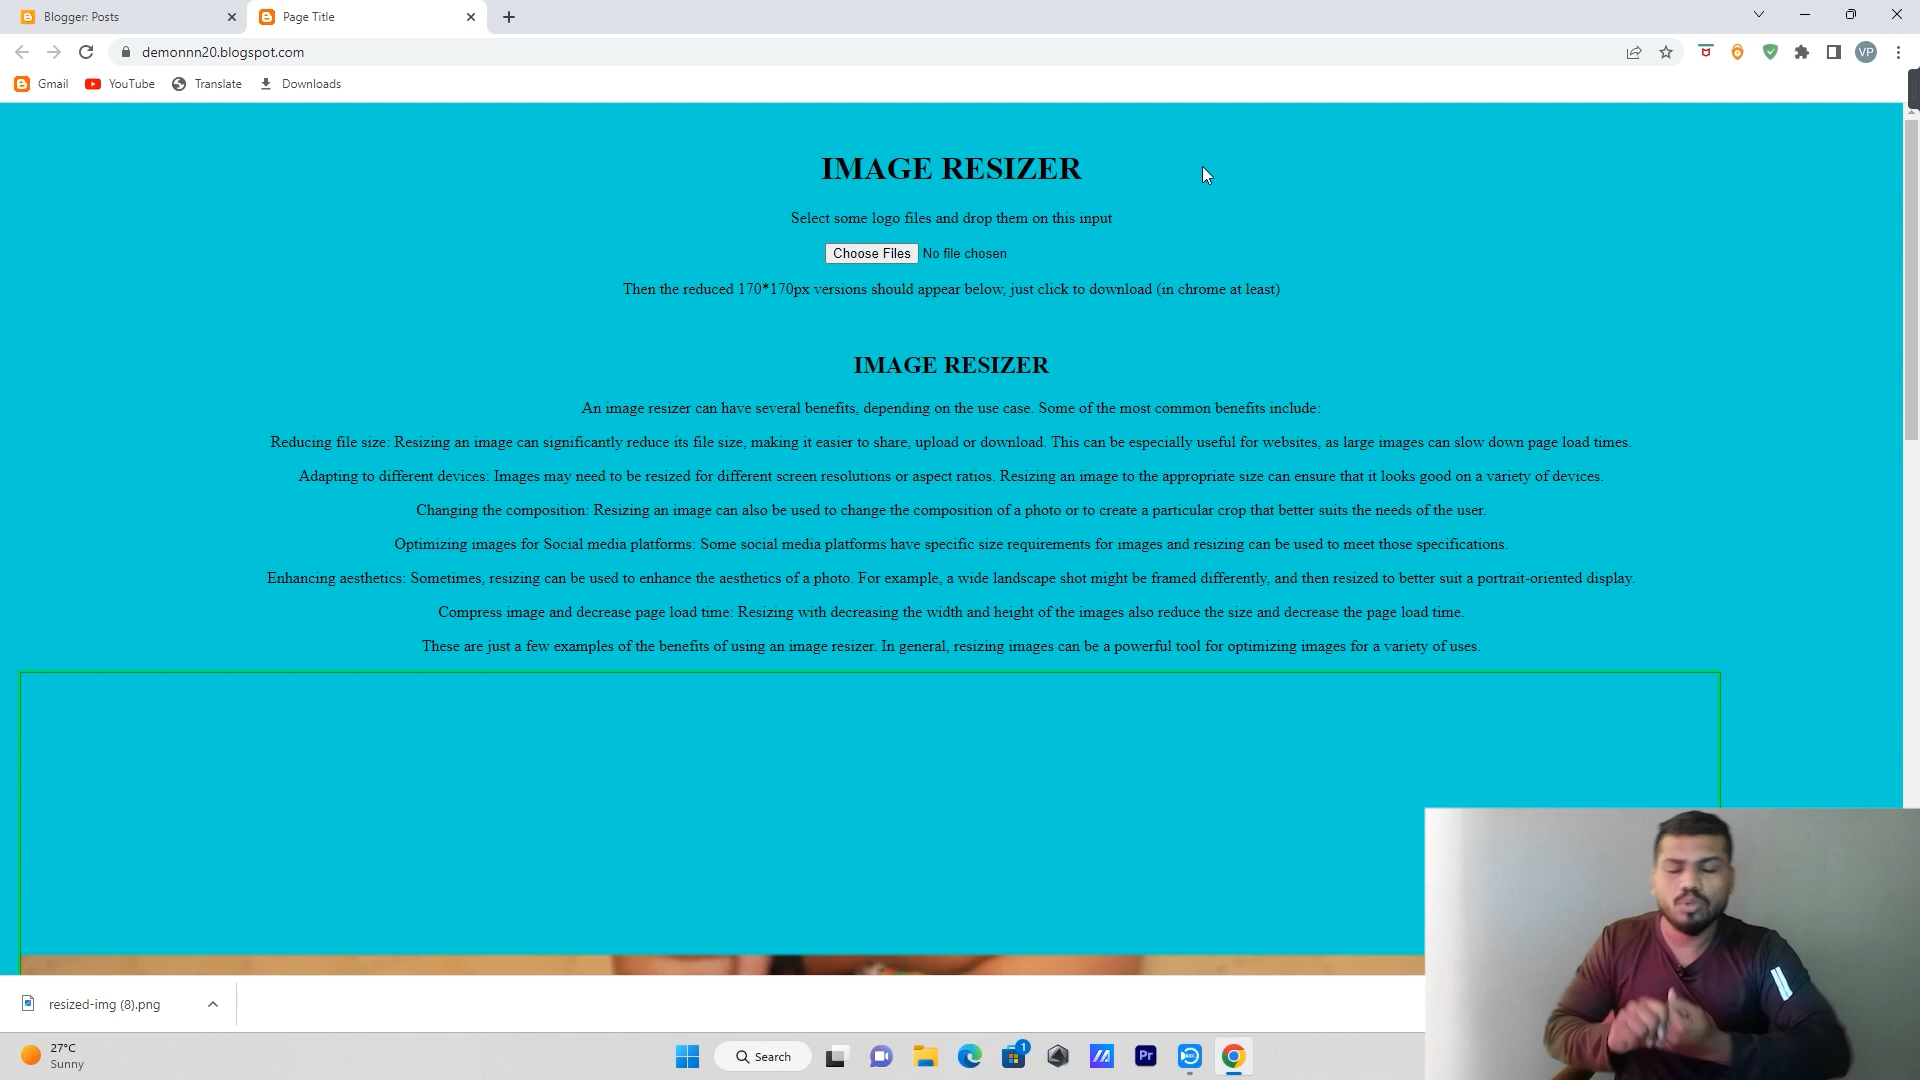 Blogger: Posts
Page Title
demonnn20.blogspot.com
VP
Gmail
YouTube
Translate
Downloads
IMAGE RESIZER
Select some logo files and drop them on this input
Choose Files No file chosen
Then the reduced 170*170px versions should appear below, just click to download (in chrome at least)
IMAGE RESIZER
An image resizer can have several benefits, depending on the use case. Some of the most common benefits include:
Reducing file size: Resizing an image can significantly reduce its file size, making it easier to share, upload or download. This can be especially useful for websites, as large images can slow down page load times.
Adapting to different devices: Images may need to be resized for different screen resolutions or aspect ratios. Resizing an image to the appropriate size can ensure that it looks good on a variety of devices.
Changing the composition: Resizing an image can also be used to change the composition of a photo or to create a particular crop that better suits the needs of the user.
Optimizing images for Social media platforms: Some social media platforms have specific size requirements for images and resizing can be used to meet those specifications.
Enhancing aesthetics: Sometimes, resizing can be used to enhance the aesthetics of a photo. For example, a wide landscape shot might be framed differently, and then resized to better suit a portrait-oriented display.
Compress image and decrease page load time: Resizing with decreasing the width and height of the images also reduce the size and decrease the page load time.
These are just a few examples of the benefits of using an image resizer. In general, resizing images can be a powerful tool for optimizing images for a variety of uses.
resized-img (8).png
27°C
Sunny
Search
1
Pr